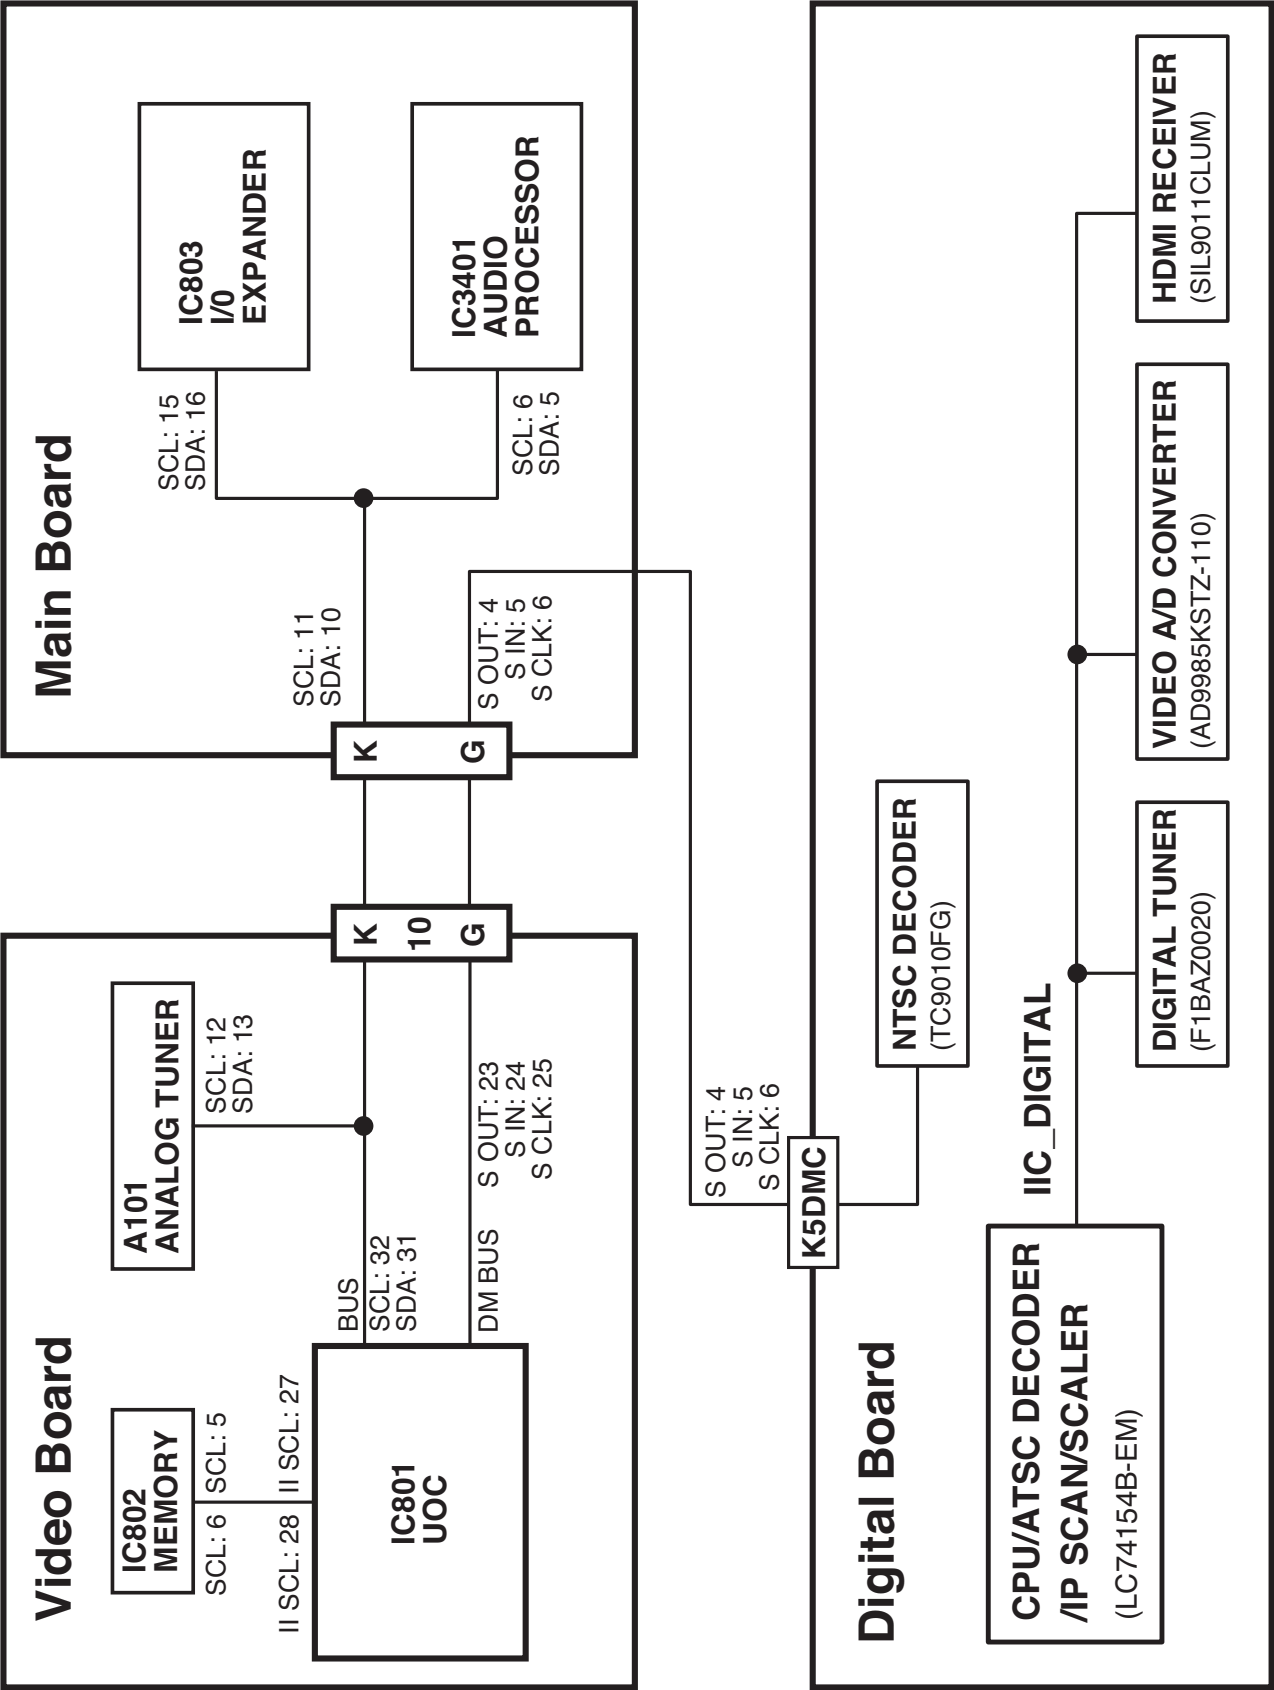 Video Board
IC802
MEMORY
SCL: 6
SCL: 5
II SCL: 28
II SCL: 27
IC801
UOC
A101
ANALOG TUNER
SCL: 12
SDA: 13
BUS
SCL: 32
SDA: 31
DM BUS
S OUT: 23
S IN: 24
S CLK: 25
K
10
G
Main Board
K
G
SCL: 11
SDA: 10
S OUT: 4
S IN: 5
S CLK: 6
SCL: 15
SDA: 16
IC803
I/0
EXPANDER
SCL: 6
SDA: 5
IC3401
AUDIO
PROCESSOR
Digital Board
S OUT: 4
S IN: 5
S CLK: 6
K5DMC
NTSC DECODER
(TC9010FG)
CPU/ATSC DECODER
/IP SCAN/SCALER
(LC74154B-EM)
IIC_DIGITAL
DIGITAL TUNER
(F1BAZ0020)
VIDEO A/D CONVERTER
(AD9985KSTZ-110)
HDMI RECEIVER
(SIL9011CLUM)